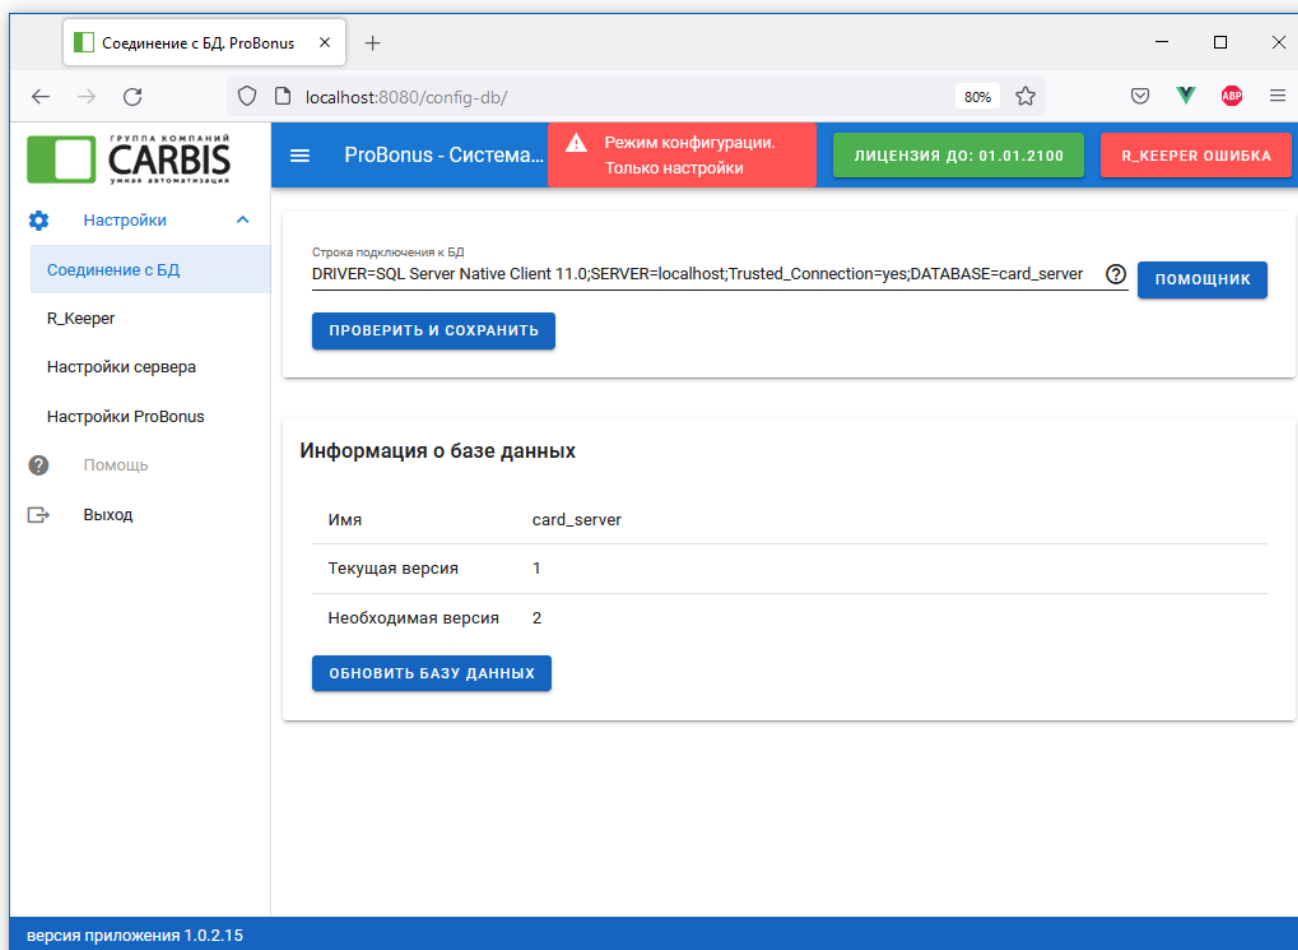 Соединение с БД. ProBonus
localhost:8080/config-db/
80%
ABP
ГРУППА КОМПАНИЙ
CARBIS
умная автоматизация
ProBonus - Система...
Режим конфигурации.
Только настройки
ЛИЦЕНЗИЯ ДО: 01.01.2100
R_KEEPER ОШИБКА
Настройки
Соединение с БД
R_Keeper
Настройки сервера
Настройки ProBonus
Помощь
Выход
Строка подключения к БД
DRIVER=SQL Server Native Client 11.0;SERVER=localhost;Trusted_Connection=yes;DATABASE=card_server
ПОМОЩНИК
ПРОВЕРИТЬ И СОХРАНИТЬ
Информация о базе данных
Имя card_server
Текущая версия 1
Необходимая версия 2
ОБНОВИТЬ БАЗУ ДАННЫХ
версия приложения 1.0.2.15